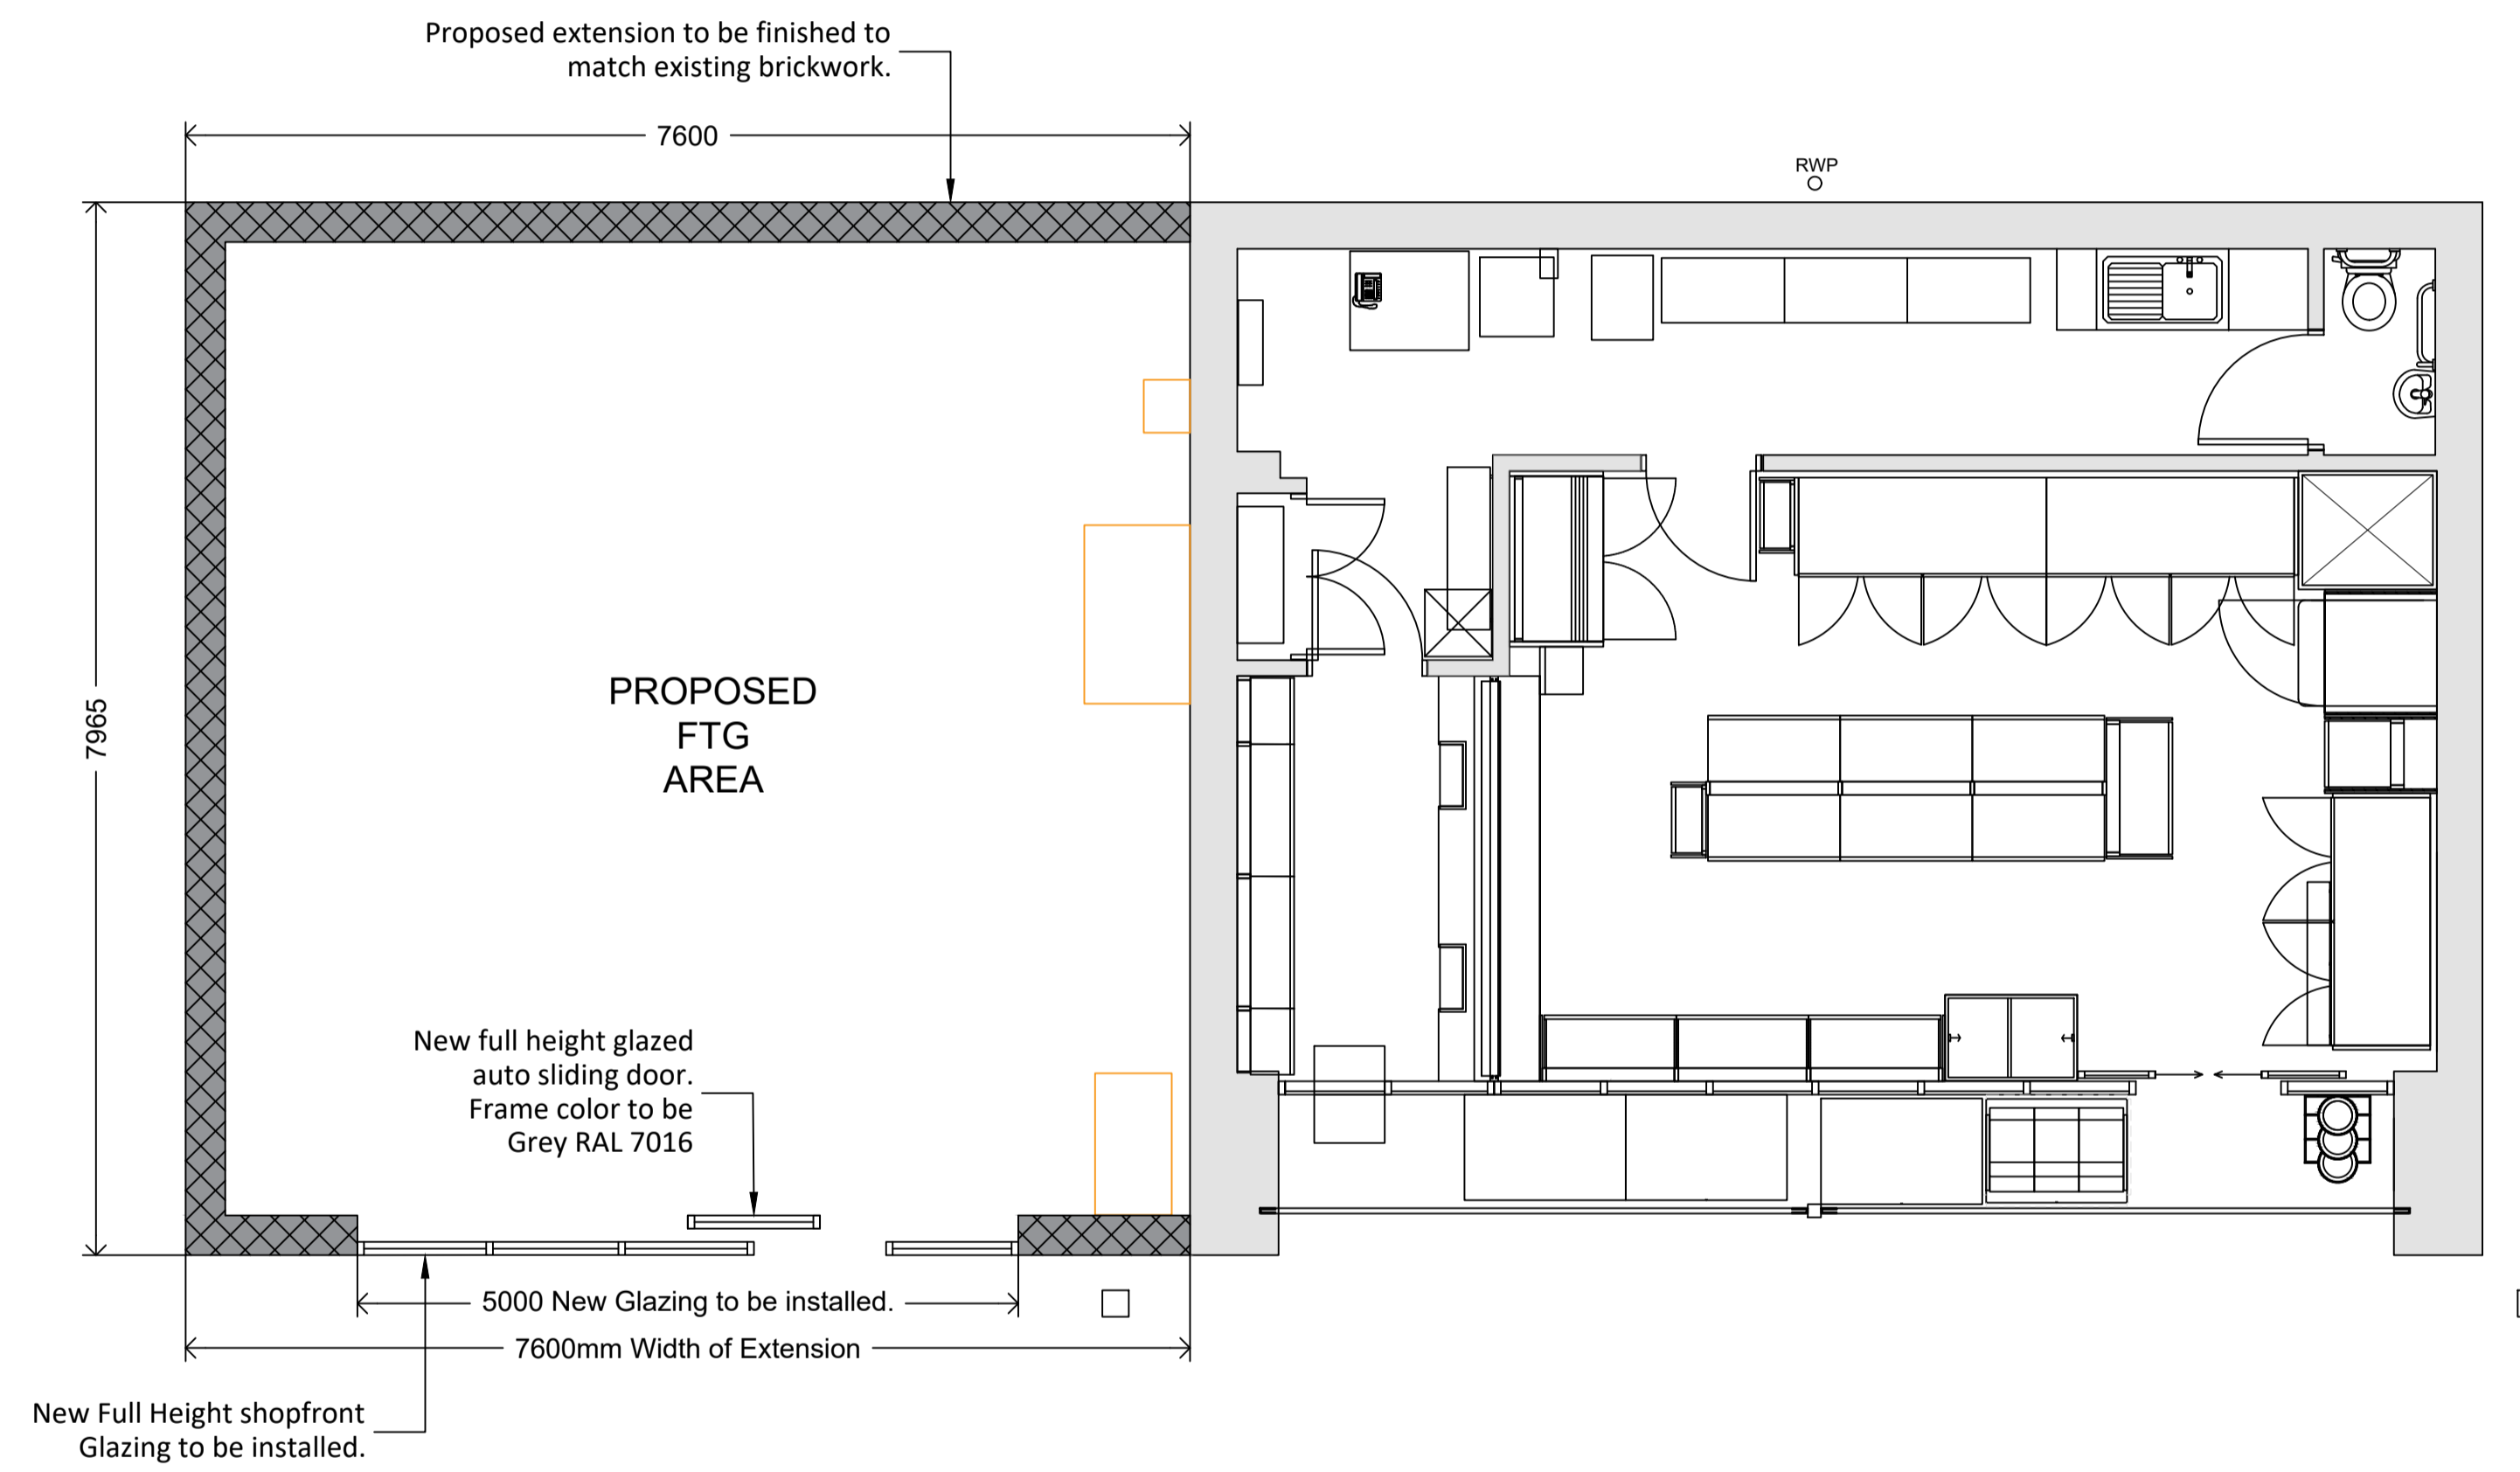 Proposed extension to be finished to
match existing brickwork.
7600
RWP
7965
PROPOSED
FTG
AREA
New full height glazed
auto sliding door.
Frame color to be
Grey RAL 7016
5000 New Glazing to be installed.
7600mm Width of Extension
New Full Height shopfront
Glazing to be installed.